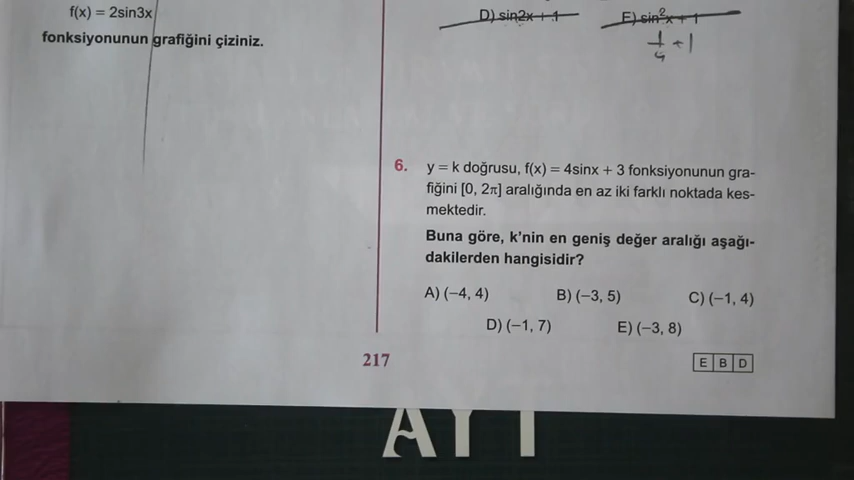 f(x) = 2sin3x
fonksiyonunun grafiğini çiziniz.
D) sin2x + 1
E) sin²x + 1
1/4 + 1
6. y = k doğrusu, f(x) = 4sinx + 3 fonksiyonunun gra-
fiğini [0, 2π] aralığında en az iki farklı noktada kes-
mektedir.
Buna göre, k'nin en geniş değer aralığı aşağı-
dakilerden hangisidir?
A) (−4, 4) B) (−3, 5) C) (−1, 4)
D) (−1, 7) E) (−3, 8)
217
E B D
AYT